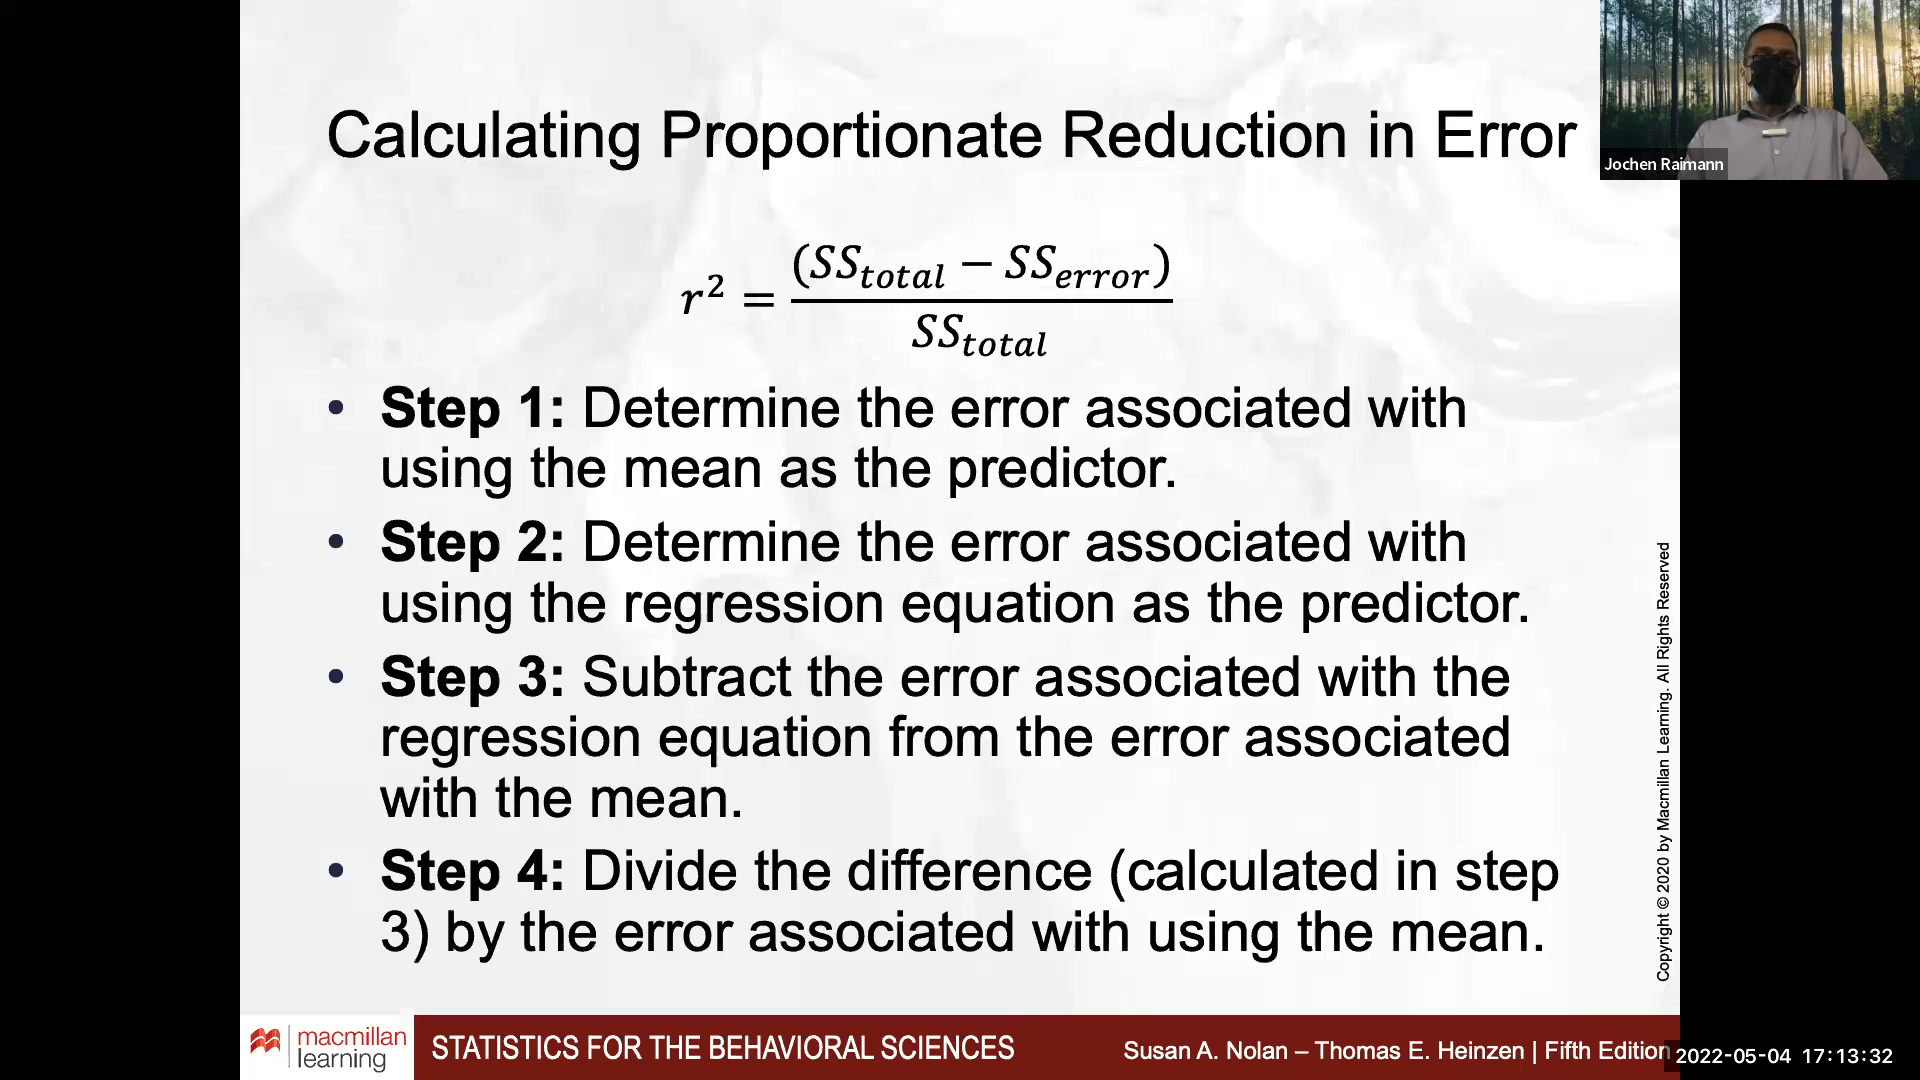 Calculating Proportionate Reduction in Error
Jochen Raimann
r² = (SS_total − SS_error) / SS_total
• Step 1: Determine the error associated with
using the mean as the predictor.
• Step 2: Determine the error associated with
using the regression equation as the predictor.
• Step 3: Subtract the error associated with the
regression equation from the error associated
with the mean.
• Step 4: Divide the difference (calculated in step
3) by the error associated with using the mean.
Copyright © 2020 by Macmillan Learning. All Rights Reserved
macmillan
learning
STATISTICS FOR THE BEHAVIORAL SCIENCES
Susan A. Nolan – Thomas E. Heinzen | Fifth Edition
2022-05-04 17:13:32